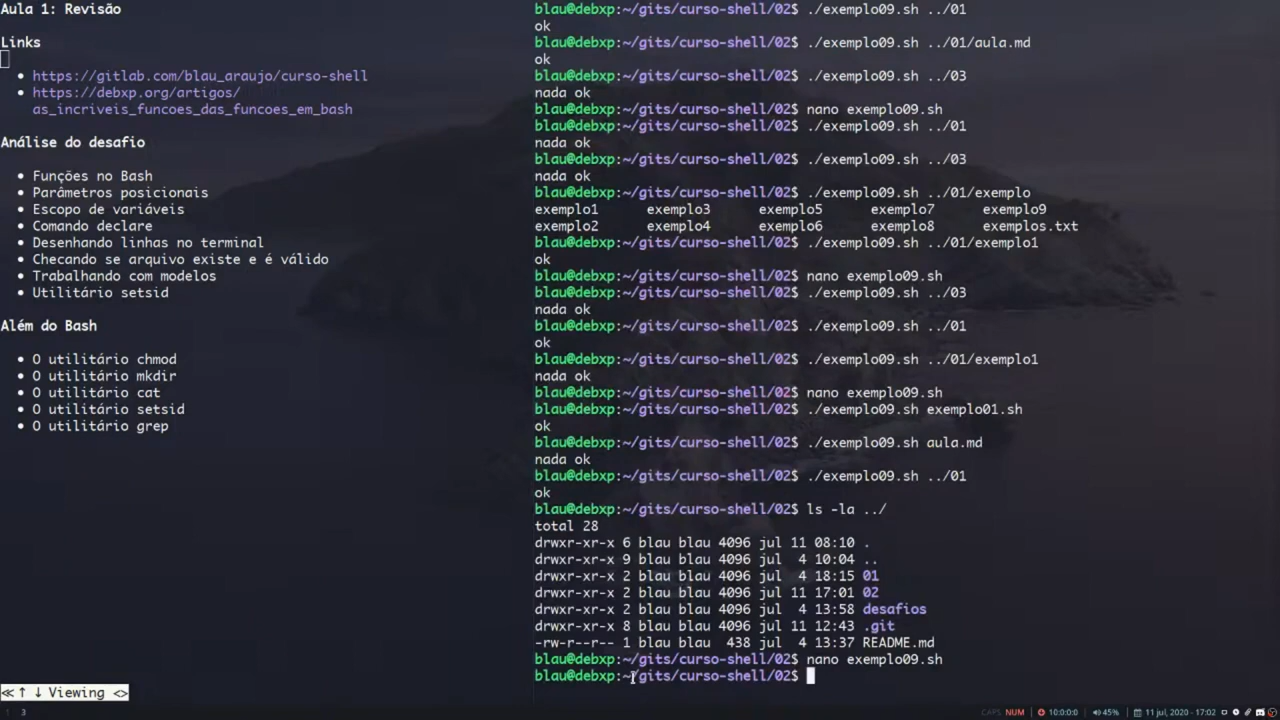 Aula 1: Revisão
Links
• https://gitlab.com/blau_araujo/curso-shell
• https://debxp.org/artigos/
as_incriveis_funcoes_das_funcoes_em_bash
Análise do desafio
• Funções no Bash
• Parâmetros posicionais
• Escopo de variáveis
• Comando declare
• Desenhando linhas no terminal
• Checando se arquivo existe e é válido
• Trabalhando com modelos
• Utilitário setsid
Além do Bash
• O utilitário chmod
• O utilitário mkdir
• O utilitário cat
• O utilitário setsid
• O utilitário grep
≪↑ ↓ Viewing <>
blau@debxp:~/gits/curso-shell/02$ ./exemplo09.sh ../01
ok
blau@debxp:~/gits/curso-shell/02$ ./exemplo09.sh ../01/aula.md
ok
blau@debxp:~/gits/curso-shell/02$ ./exemplo09.sh ../03
nada ok
blau@debxp:~/gits/curso-shell/02$ nano exemplo09.sh
blau@debxp:~/gits/curso-shell/02$ ./exemplo09.sh ../01
nada ok
blau@debxp:~/gits/curso-shell/02$ ./exemplo09.sh ../03
nada ok
blau@debxp:~/gits/curso-shell/02$ ./exemplo09.sh ../01/exemplo
exemplo1 exemplo3 exemplo5 exemplo7 exemplo9
exemplo2 exemplo4 exemplo6 exemplo8 exemplos.txt
blau@debxp:~/gits/curso-shell/02$ ./exemplo09.sh ../01/exemplo1
ok
blau@debxp:~/gits/curso-shell/02$ nano exemplo09.sh
blau@debxp:~/gits/curso-shell/02$ ./exemplo09.sh ../03
nada ok
blau@debxp:~/gits/curso-shell/02$ ./exemplo09.sh ../01
ok
blau@debxp:~/gits/curso-shell/02$ ./exemplo09.sh ../01/exemplo1
nada ok
blau@debxp:~/gits/curso-shell/02$ nano exemplo09.sh
blau@debxp:~/gits/curso-shell/02$ ./exemplo09.sh exemplo01.sh
ok
blau@debxp:~/gits/curso-shell/02$ ./exemplo09.sh aula.md
nada ok
blau@debxp:~/gits/curso-shell/02$ ./exemplo09.sh ../01
ok
blau@debxp:~/gits/curso-shell/02$ ls -la ../
total 28
drwxr-xr-x 6 blau blau 4096 jul 11 08:10 .
drwxr-xr-x 9 blau blau 4096 jul  4 10:04 ..
drwxr-xr-x 2 blau blau 4096 jul  4 18:15 01
drwxr-xr-x 2 blau blau 4096 jul 11 17:01 02
drwxr-xr-x 2 blau blau 4096 jul  4 13:58 desafios
drwxr-xr-x 8 blau blau 4096 jul 11 12:43 .git
-rw-r--r-- 1 blau blau  438 jul  4 13:37 README.md
blau@debxp:~/gits/curso-shell/02$ nano exemplo09.sh
blau@debxp:~/gits/curso-shell/02$
1 3
CAPS NUM 10:0:0:0 45% 11 jul, 2020 - 17:02